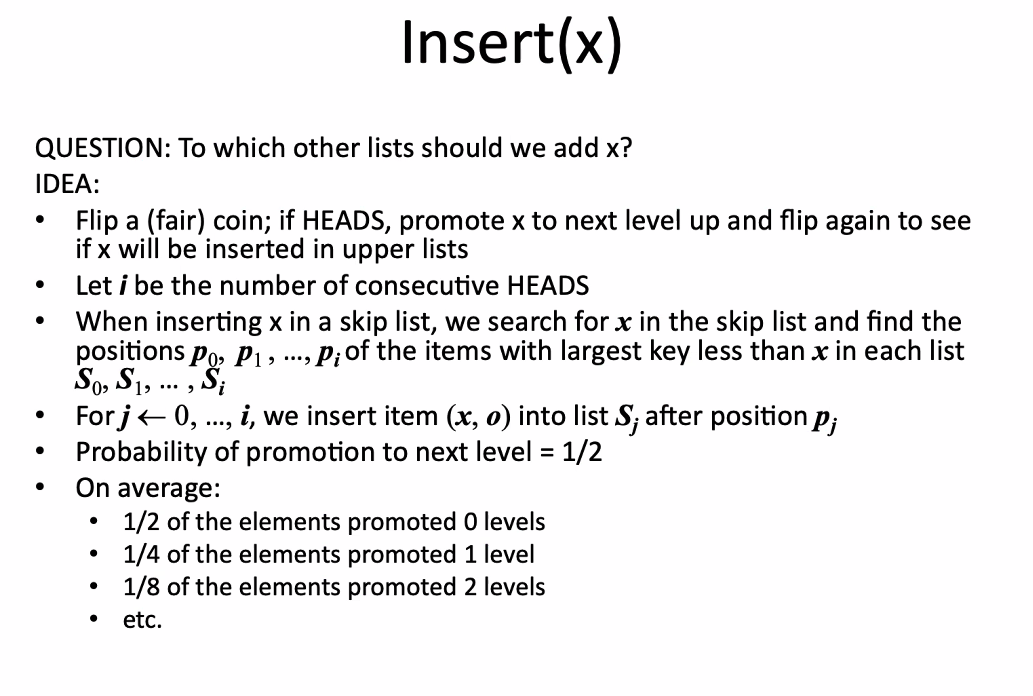 Insert(x)
QUESTION: To which other lists should we add x?
IDEA:
• Flip a (fair) coin; if HEADS, promote x to next level up and flip again to see
if x will be inserted in upper lists
• Let i be the number of consecutive HEADS
• When inserting x in a skip list, we search for x in the skip list and find the
positions p₀, p₁ , ..., pᵢ of the items with largest key less than x in each list
S₀, S₁, ... , Sᵢ
• For j ← 0, ..., i, we insert item (x, o) into list Sⱼ after position pⱼ
• Probability of promotion to next level = 1/2
• On average:
• 1/2 of the elements promoted 0 levels
• 1/4 of the elements promoted 1 level
• 1/8 of the elements promoted 2 levels
• etc.